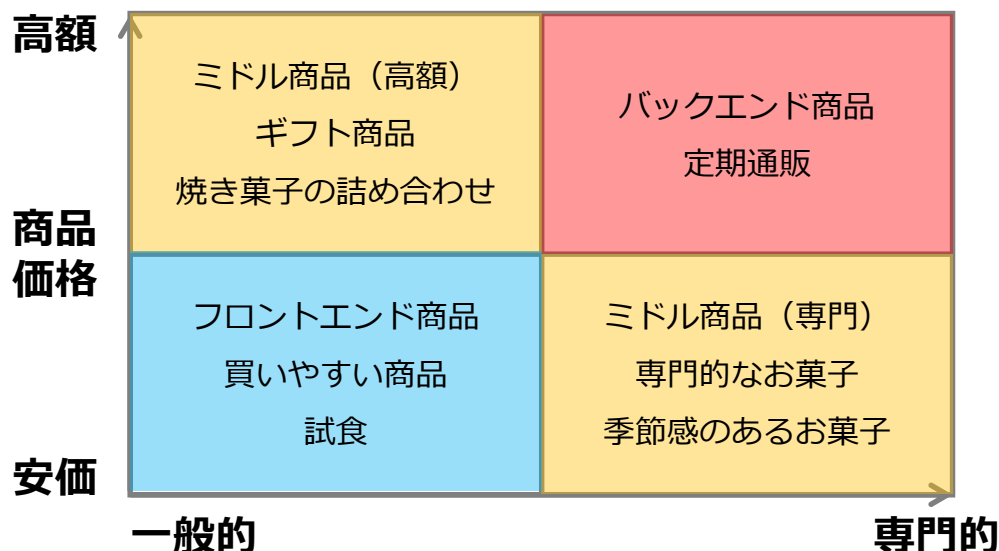 高額
ミドル商品（高額）
ギフト商品
焼き菓子の詰め合わせ
バックエンド商品
定期通販
商品
価格
フロントエンド商品
買いやすい商品
試食
ミドル商品（専門）
専門的なお菓子
季節感のあるお菓子
安価
一般的
専門的